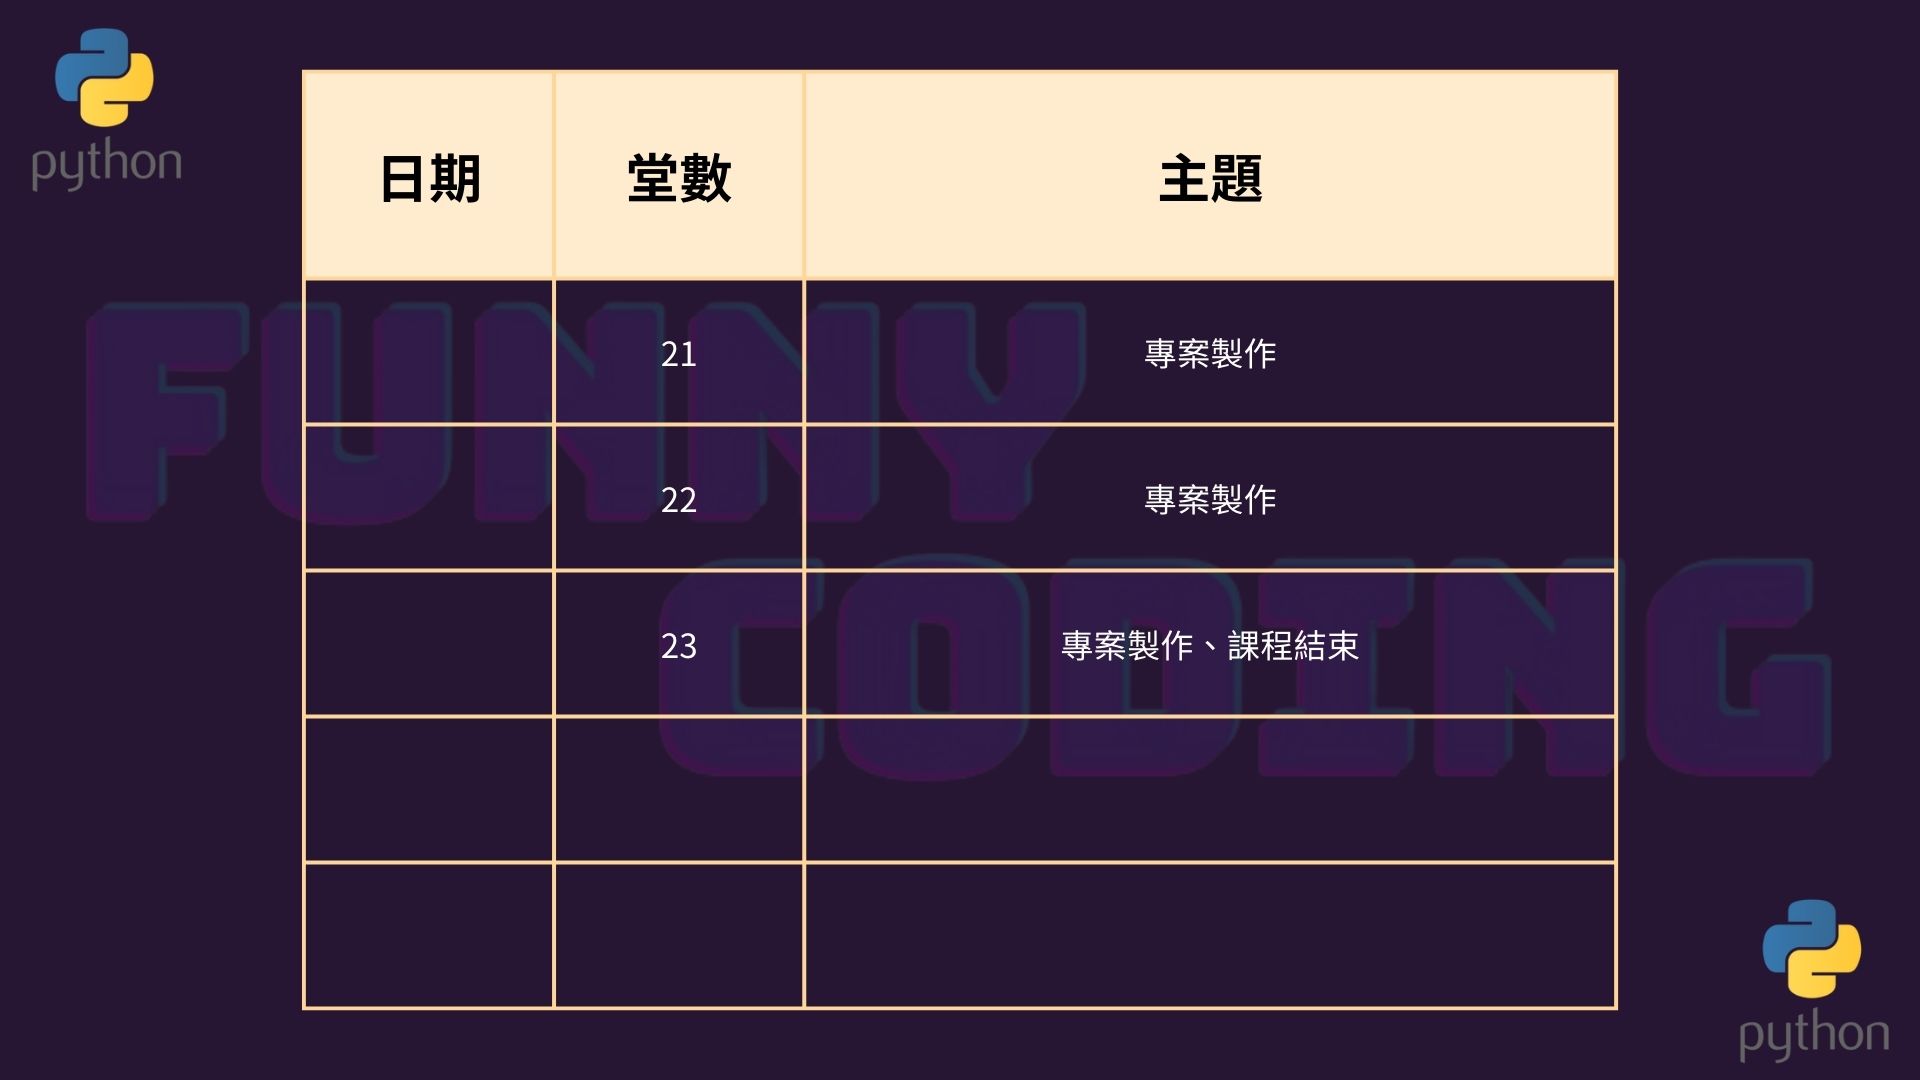 python
日期 堂數 主題
21 專案製作
22 專案製作
23 專案製作、課程結束
FUNNY
CODING
python